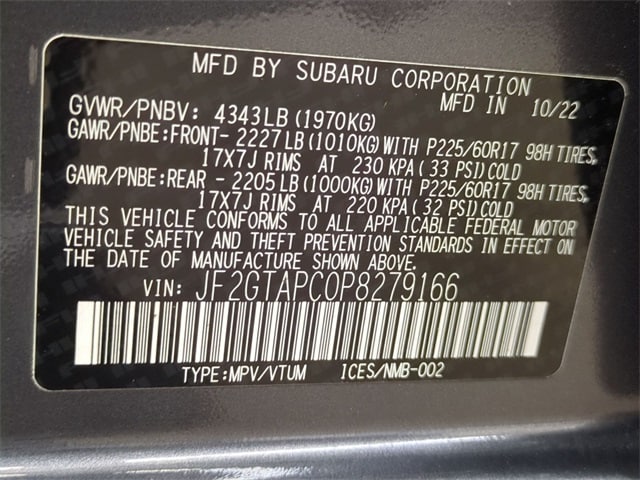 MFD BY SUBARU CORPORATION
MFD IN 10/22
GVWR/PNBV: 4343LB (1970KG)
GAWR/PNBE:FRONT- 2227LB (1010KG) WITH P225/60R17 98H TIRES,
17X7J RIMS AT 230 KPA ( 33 PSI) COLD
GAWR/PNBE:REAR - 2205LB (1000KG) WITH P225/60R17 98H TIRES,
17X7J RIMS AT 220 KPA (32 PSI) COLD
THIS VEHICLE CONFORMS TO ALL APPLICABLE FEDERAL MOTOR
VEHICLE SAFETY AND THEFT PREVENTION STANDARDS IN EFFECT ON
THE DATE OF MANUFACTURE SHOWN ABOVE.
VIN: JF2GTAPC0P8279166
TYPE:MPV/VTUM ICES/NMB-002